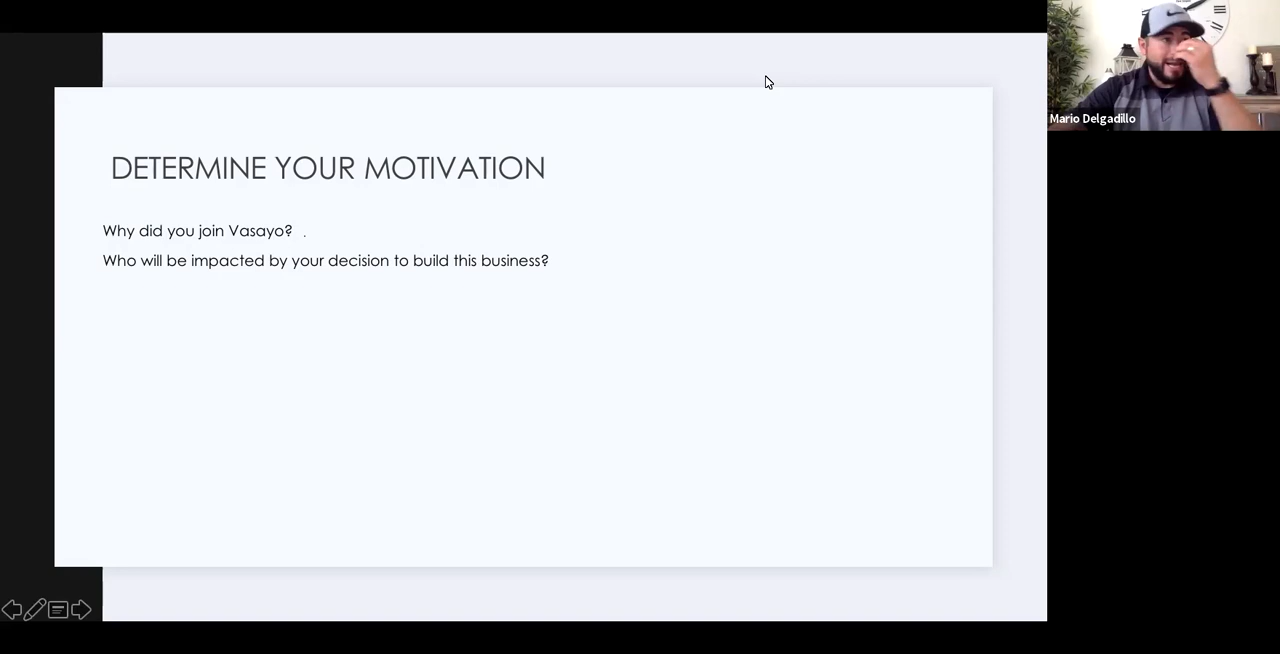 DETERMINE YOUR MOTIVATION
Why did you join Vasayo? .
Who will be impacted by your decision to build this business?
Mario Delgadillo